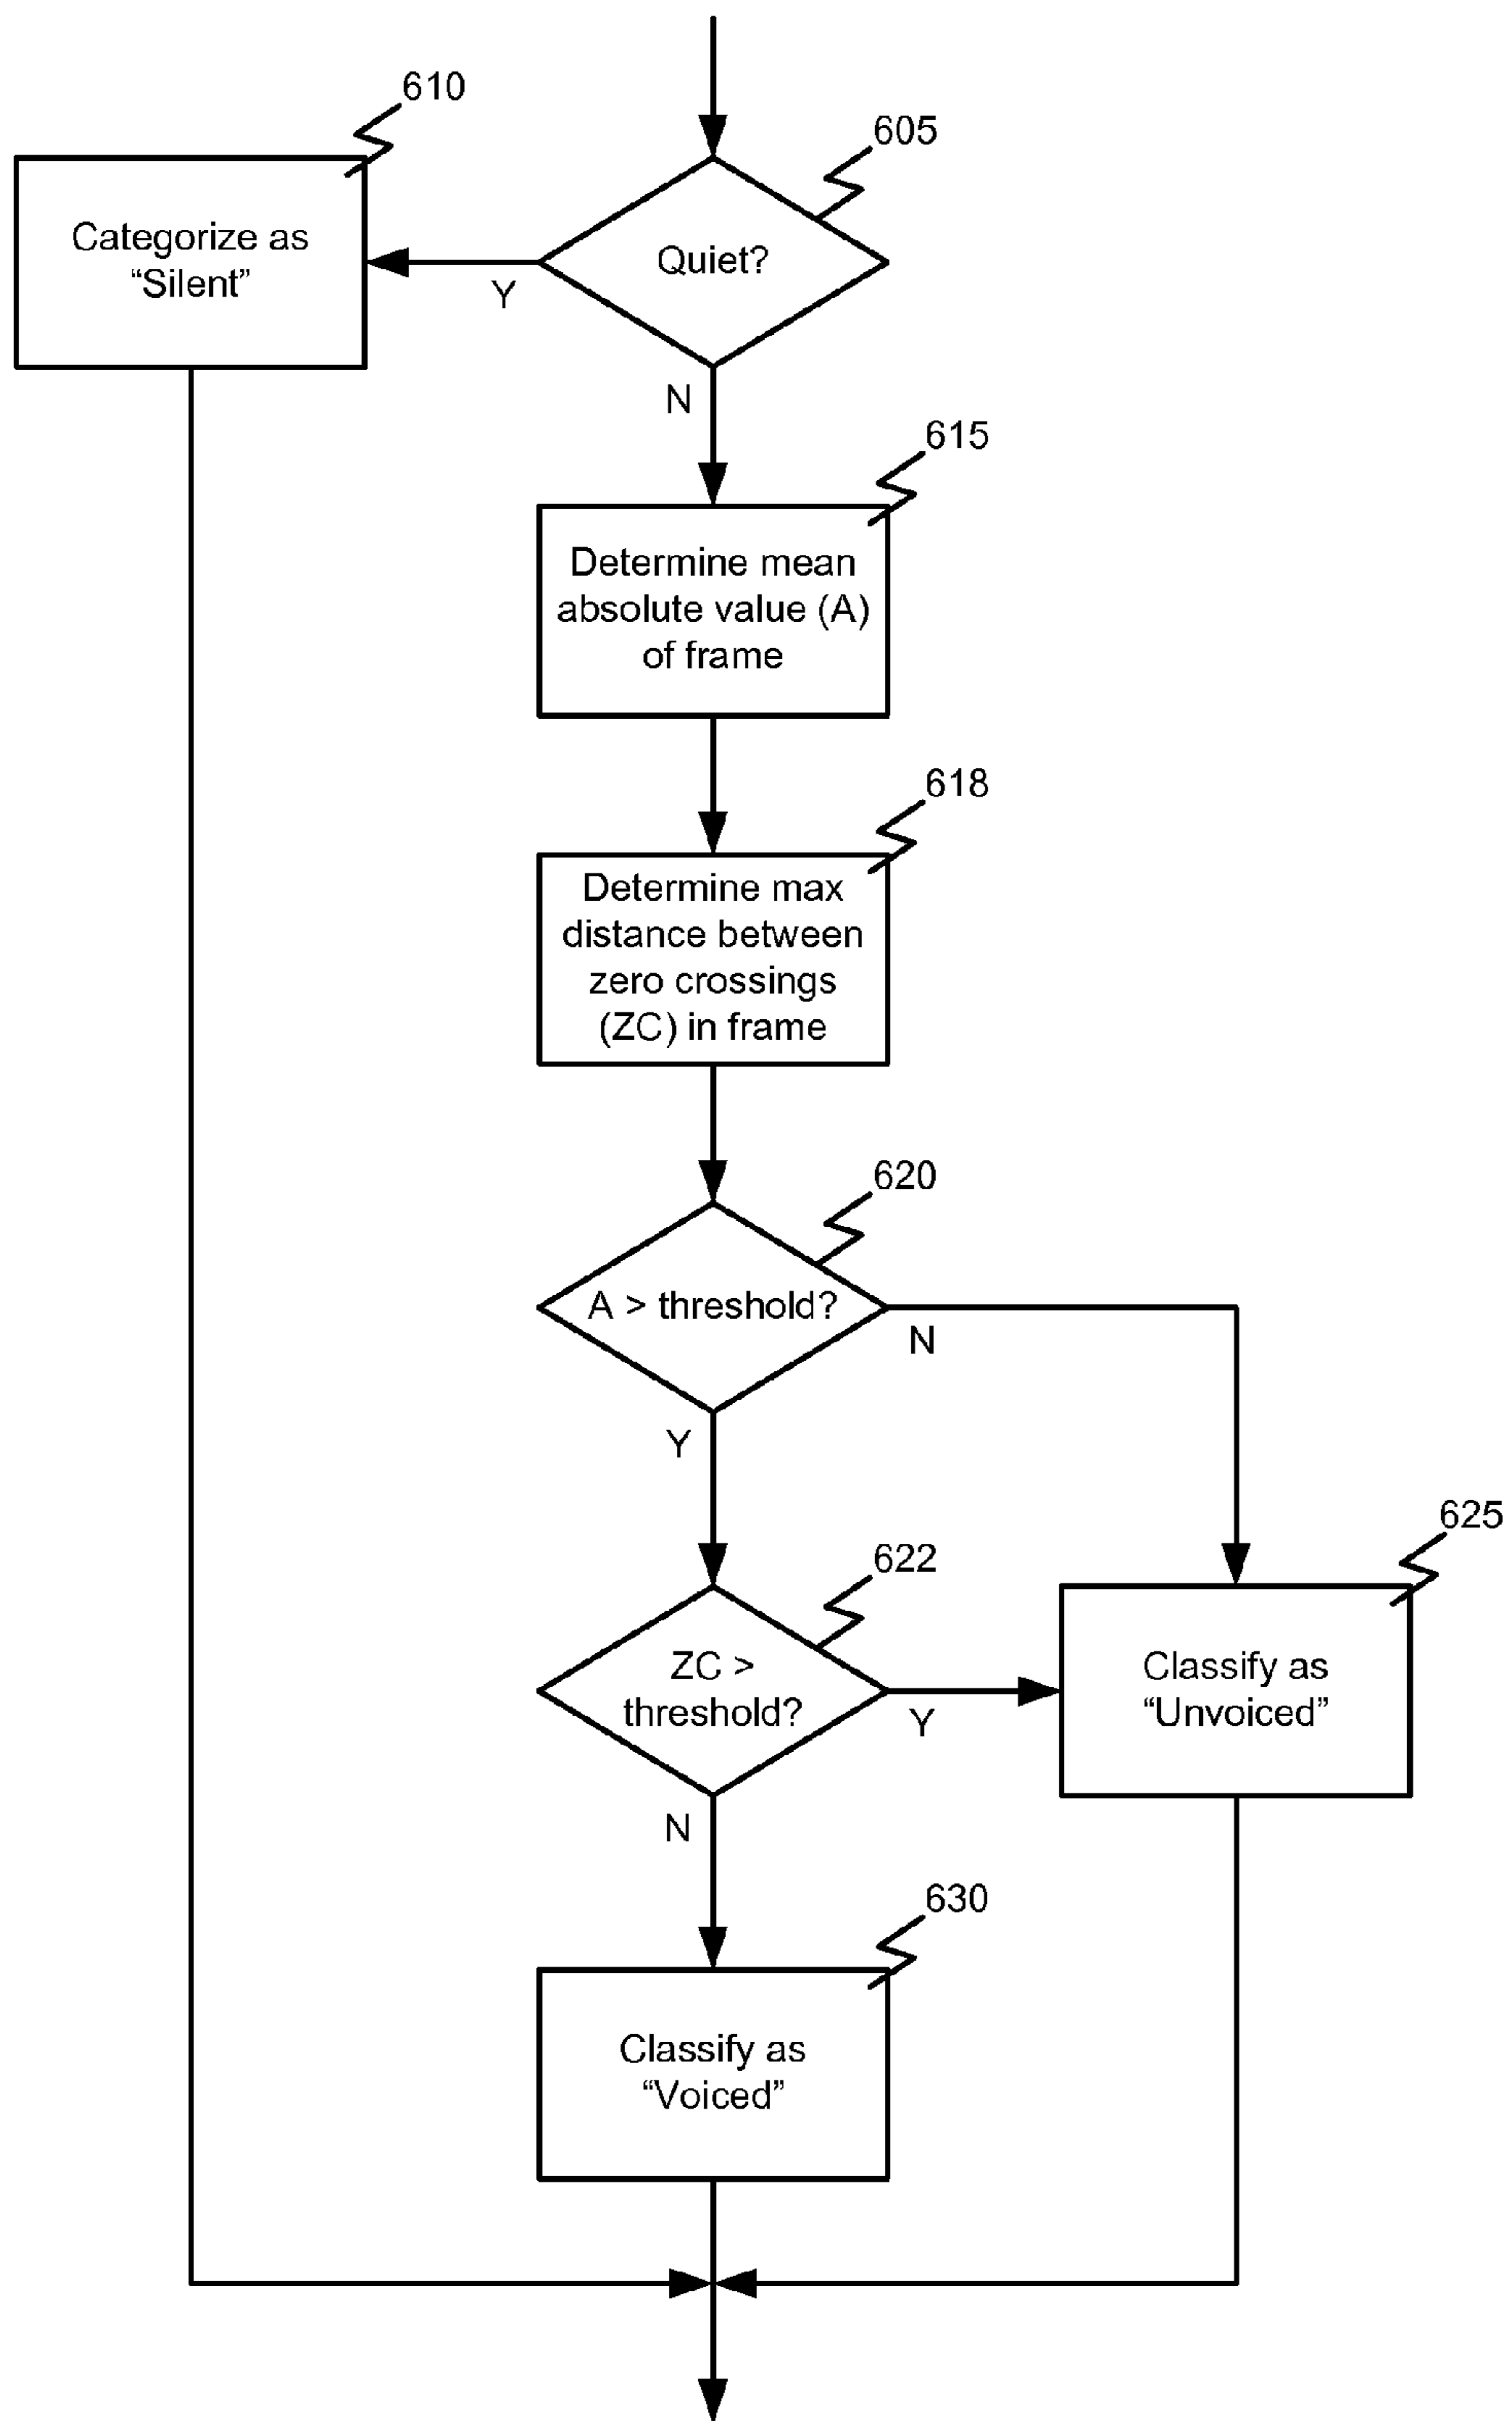 610
605
Categorize as
“Silent”
Quiet?
Y
N
615
Determine mean
absolute value (A)
of frame
618
Determine max
distance between
zero crossings
(ZC) in frame
620
A > threshold?
N
Y
625
622
ZC >
threshold?
Y
Classify as
“Unvoiced”
N
630
Classify as
“Voiced”